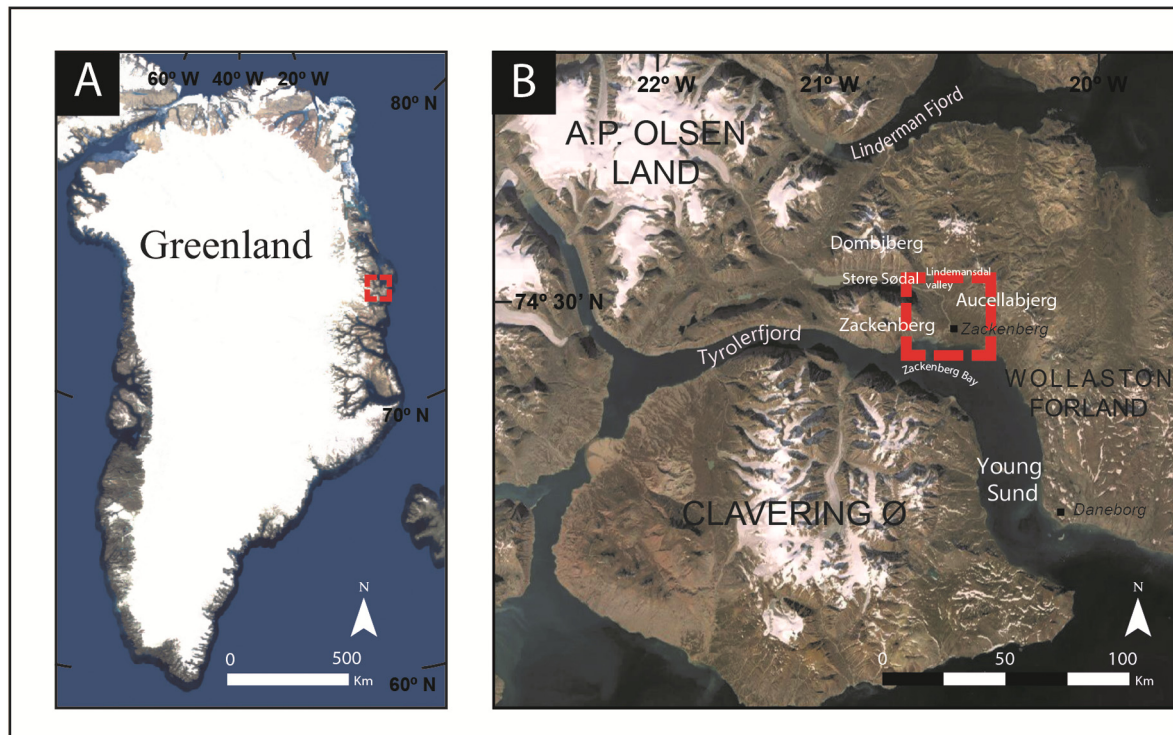 A
60º W 40º W 20º W
80º N
Greenland
70º N
N
0 500
Km
60º N
B
22º W
21º W
20º W
Linderman Fjord
A.P. OLSEN
LAND
Dombjberg
Store Sødal
Lindemansdal
valley
74º 30’ N
Aucellabjerg
Zackenberg
Zackenberg
Tyrolerfjord
Zackenberg Bay
WOLLASTON
FORLAND
Young
Sund
CLAVERING Ø
Daneborg
N
0 50 100
Km